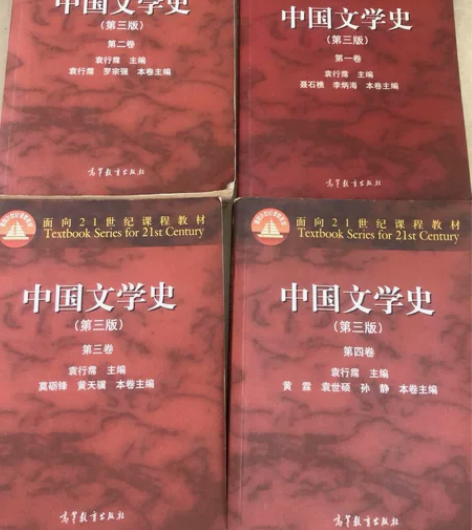 中国文学史
(第三版)
第二卷
袁行霈 主编
袁行霈 罗宗强 本卷主编
高等教育出版社
中国文学史
(第三版)
第一卷
袁行霈 主编
聂石樵 李炳海 本卷主编
高等教育出版社
面向21世纪课程教材
Textbook Series for 21st Century
中国文学史
(第三版)
第三卷
袁行霈 主编
莫砺锋 黄天骥 本卷主编
高等教育出版社
面向21世纪课程教材
Textbook Series for 21st Century
中国文学史
(第三版)
第四卷
袁行霈 主编
黄霖 袁世硕 孙静 本卷主编
高等教育出版社